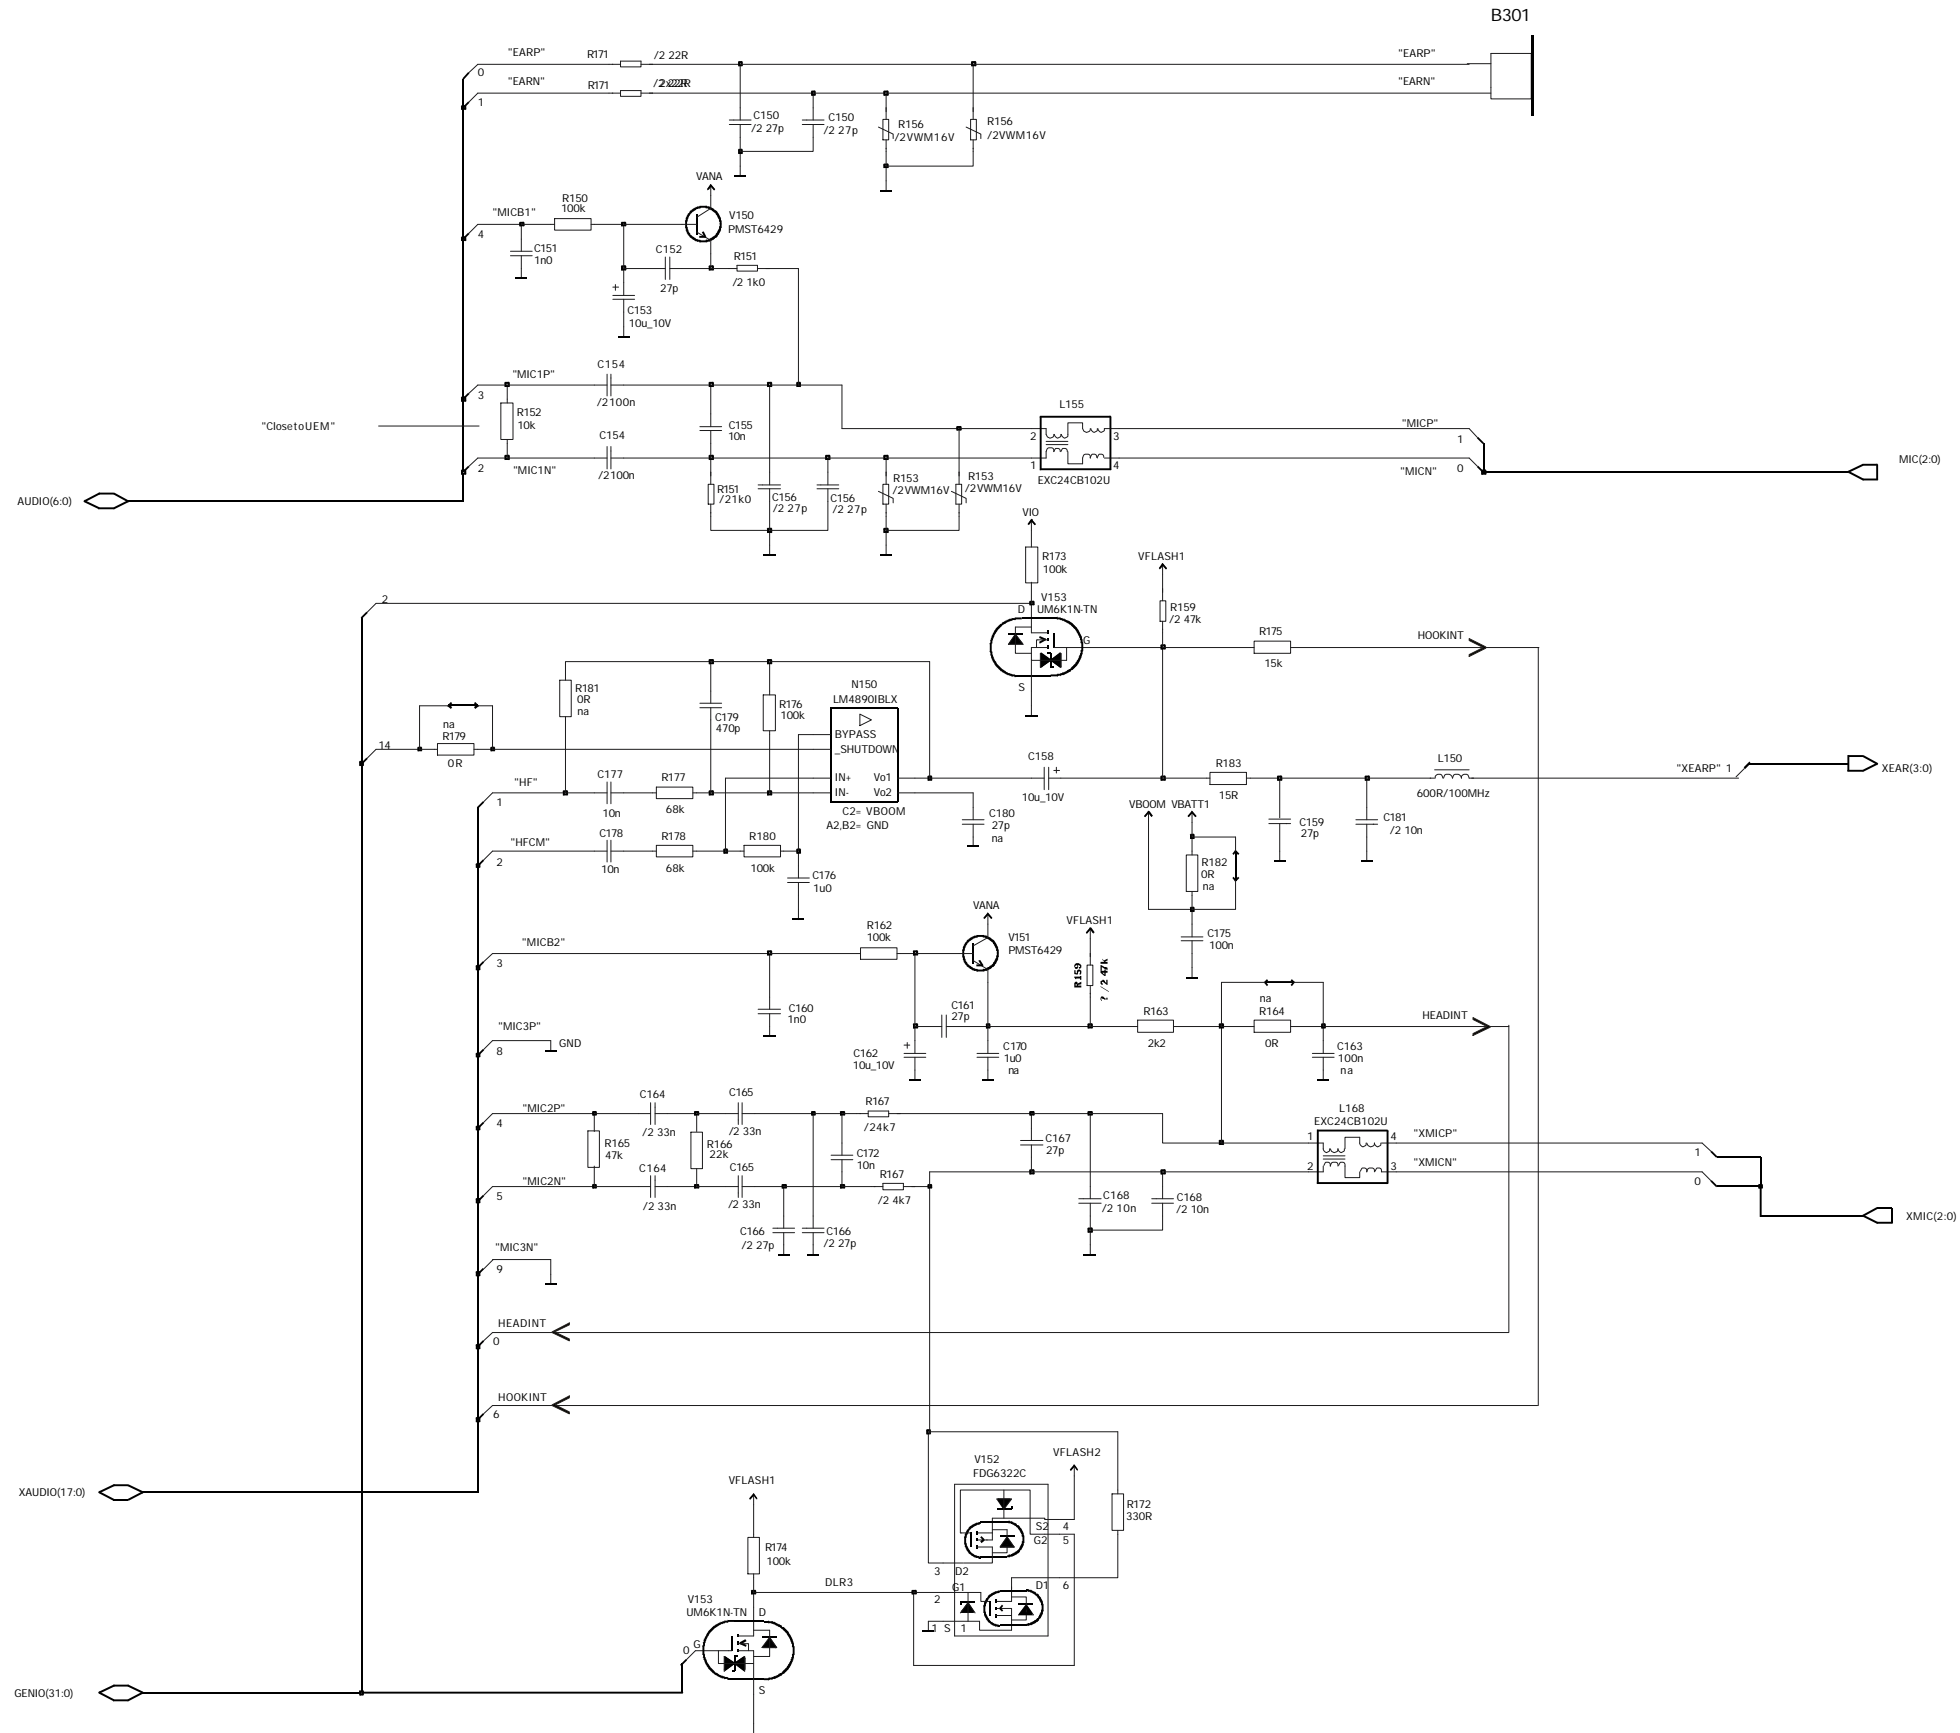 B301
"EARP"
R171
/2 22R
"EARP"
0
"EARN"
R171
"EARN"
1
C150
/2 27p
C150
/2 27p
R156
/2VWM16V
R156
/2VWM16V
VANA
"MICB1"
R150
100k
V150
PMST6429
4
C151
1n0
C152
27p
R151
/2 1k0
+
C153
10u_10V
"MIC1P"
C154
/2100n
3
"ClosetoUEM"
R152
10k
C155
10n
L155
2
3
1
4
EXC24CB102U
"MICP"
1
"MICN"
0
MIC(2:0)
C154
/2100n
2
"MIC1N"
AUDIO(6:0)
R151
/21k0
C156
/2 27p
C156
/2 27p
R153
/2VWM16V
R153
/2VWM16V
VIO
R173
100k
VFLASH1
2
V153
D
UM6K1N-TN
G
S
R159
/2 47k
R175
15k
HOOKINT
R181
0R
na
C179
470p
R176
100k
N150
LM4890IBLX
BYPASS
_SHUTDOWN
IN+
Vo1
IN-
Vo2
C2= VBOOM
A2,B2= GND
na
R179
0R
14
"HF"
1
C177
10n
R177
68k
C158
+
10u_10V
R183
15R
L150
600R/100MHz
"XEARP"
1
XEAR(3:0)
C180
27p
na
VBOOM
VBATT1
C159
27p
C181
/2 10n
"HFCM"
2
C178
10n
R178
68k
R180
100k
C176
1u0
R182
0R
na
C175
100n
VANA
VFLASH1
"MICB2"
3
R162
100k
V151
PMST6429
R159
? /2 47k
C160
1n0
C161
27p
+
C162
10u_10V
C170
1u0
na
R163
2k2
na
R164
0R
HEADINT
C163
100n
na
"MIC3P"
8
GND
"MIC2P"
4
C164
/2 33n
C165
/2 33n
R167
/24k7
R165
47k
R166
22k
C172
10n
C167
27p
L168
EXC24CB102U
1
4
2
3
"XMICP"
1
"XMICN"
0
XMIC(2:0)
"MIC2N"
5
C164
/2 33n
C165
/2 33n
R167
/2 4k7
C166
/2 27p
C166
/2 27p
C168
/2 10n
C168
/2 10n
"MIC3N"
9
HEADINT
0
HOOKINT
6
XAUDIO(17:0)
VFLASH1
R174
100k
V152
FDG6322C
VFLASH2
R172
330R
S2
4
G2
5
3
D2
D1
6
G1
2
1
S
1
DLR3
V153
UM6K1N-TN
D
0
G
S
GENIO(31:0)